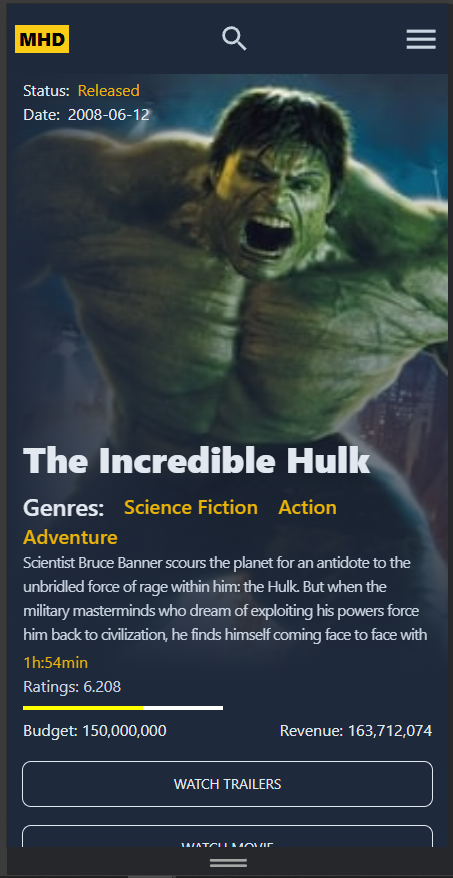 MHD
Status: Released
Date: 2008-06-12
The Incredible Hulk
Genres: Science Fiction Action
Adventure
Scientist Bruce Banner scours the planet for an antidote to the
unbridled force of rage within him: the Hulk. But when the
military masterminds who dream of exploiting his powers force
him back to civilization, he finds himself coming face to face with
1h:54min
Ratings: 6.208
Budget: 150,000,000 Revenue: 163,712,074
WATCH TRAILERS
WATCH MOVIE